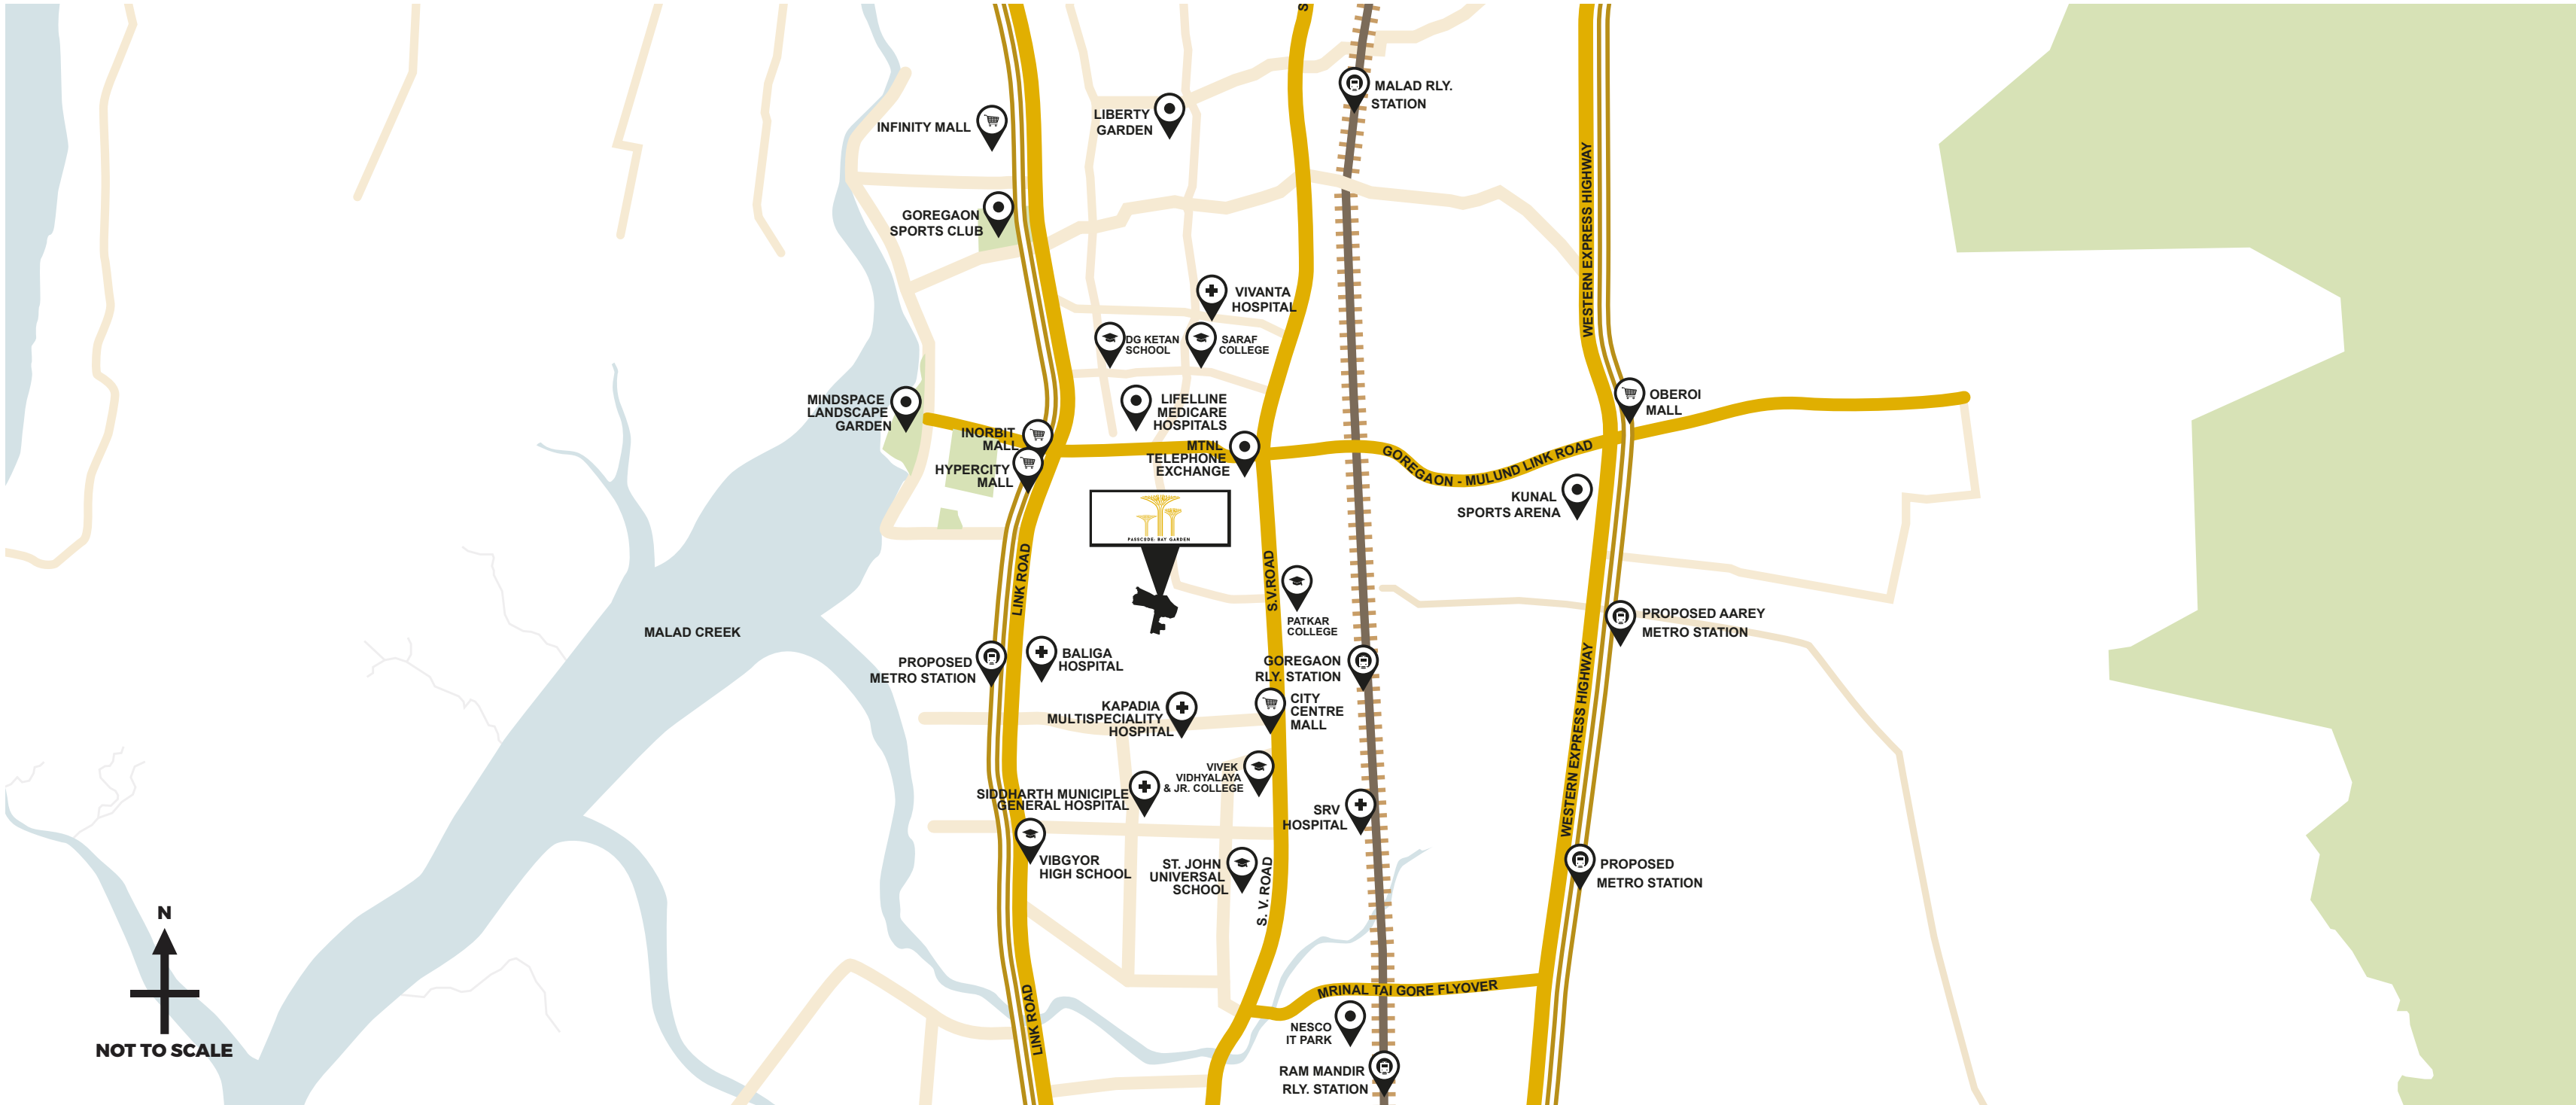 S
MALAD RLY.
STATION
INFINITY MALL
LIBERTY
GARDEN
GOREGAON
SPORTS CLUB
WESTERN EXPRESS HIGHWAY
VIVANTA
HOSPITAL
DG KETAN
SCHOOL
SARAF
COLLEGE
MINDSPACE
LANDSCAPE
GARDEN
LIFELLINE
MEDICARE
HOSPITALS
OBEROI
MALL
INORBIT
MALL
HYPERCITY
MALL
MTNL
TELEPHONE
EXCHANGE
GOREGAON - MULUND LINK ROAD
KUNAL
SPORTS ARENA
PASSCODE: BAY GARDEN
LINK ROAD
S.V.ROAD
PATKAR
COLLEGE
PROPOSED AAREY
METRO STATION
MALAD CREEK
PROPOSED
METRO STATION
BALIGA
HOSPITAL
GOREGAON
RLY. STATION
KAPADIA
MULTISPECIALITY
HOSPITAL
CITY
CENTRE
MALL
WESTERN EXPRESS HIGHWAY
VIVEK
VIDHYALAYA
& JR. COLLEGE
SIDDHARTH MUNICIPLE
GENERAL HOSPITAL
SRV
HOSPITAL
VIBGYOR
HIGH SCHOOL
ST. JOHN
UNIVERSAL
SCHOOL
S. V. ROAD
PROPOSED
METRO STATION
N
NOT TO SCALE
LINK ROAD
MRINAL TAI GORE FLYOVER
NESCO
IT PARK
RAM MANDIR
RLY. STATION